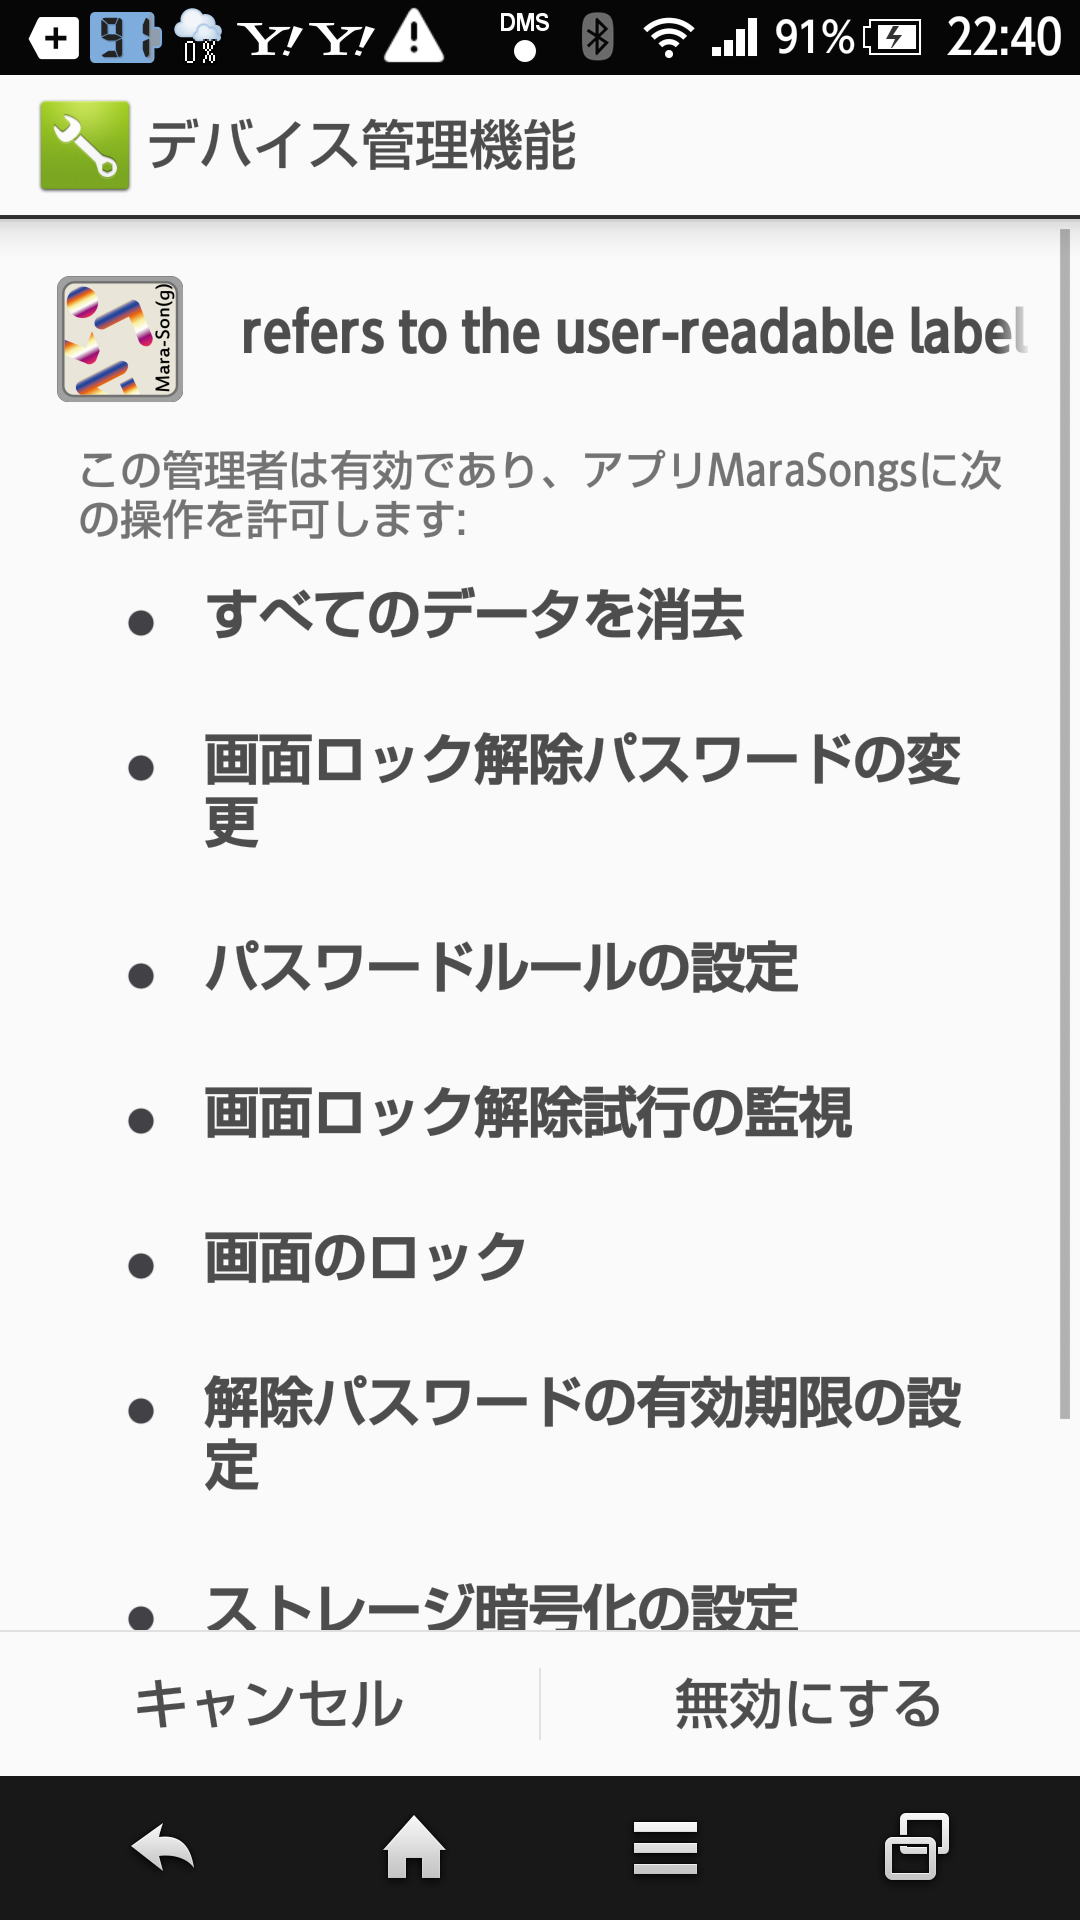 91 0% Y! Y! DMS 91% 22:40
デバイス管理機能
Mara-Son(g)
refers to the user-readable label
この管理者は有効であり、アプリMaraSongsに次
の操作を許可します:
● すべてのデータを消去
● 画面ロック解除パスワードの変
更
● パスワードルールの設定
● 画面ロック解除試行の監視
● 画面のロック
● 解除パスワードの有効期限の設
定
● ストレージ暗号化の設定
キャンセル 無効にする